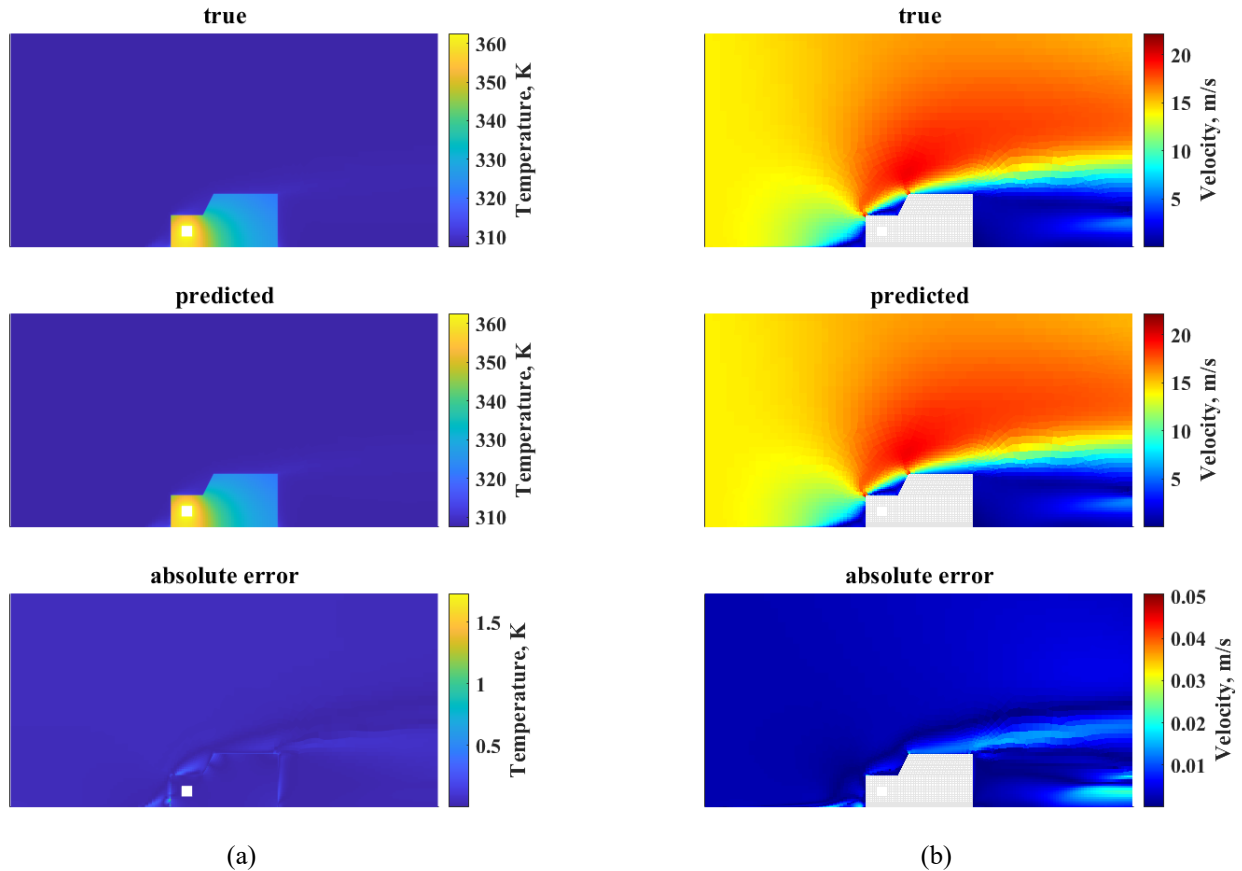 true
360
350
340
330
320
310
Temperature, K
predicted
360
350
340
330
320
310
Temperature, K
absolute error
1.5
1
0.5
Temperature, K
(a)
true
20
15
10
5
Velocity, m/s
predicted
20
15
10
5
Velocity, m/s
absolute error
0.05
0.04
0.03
0.02
0.01
Velocity, m/s
(b)